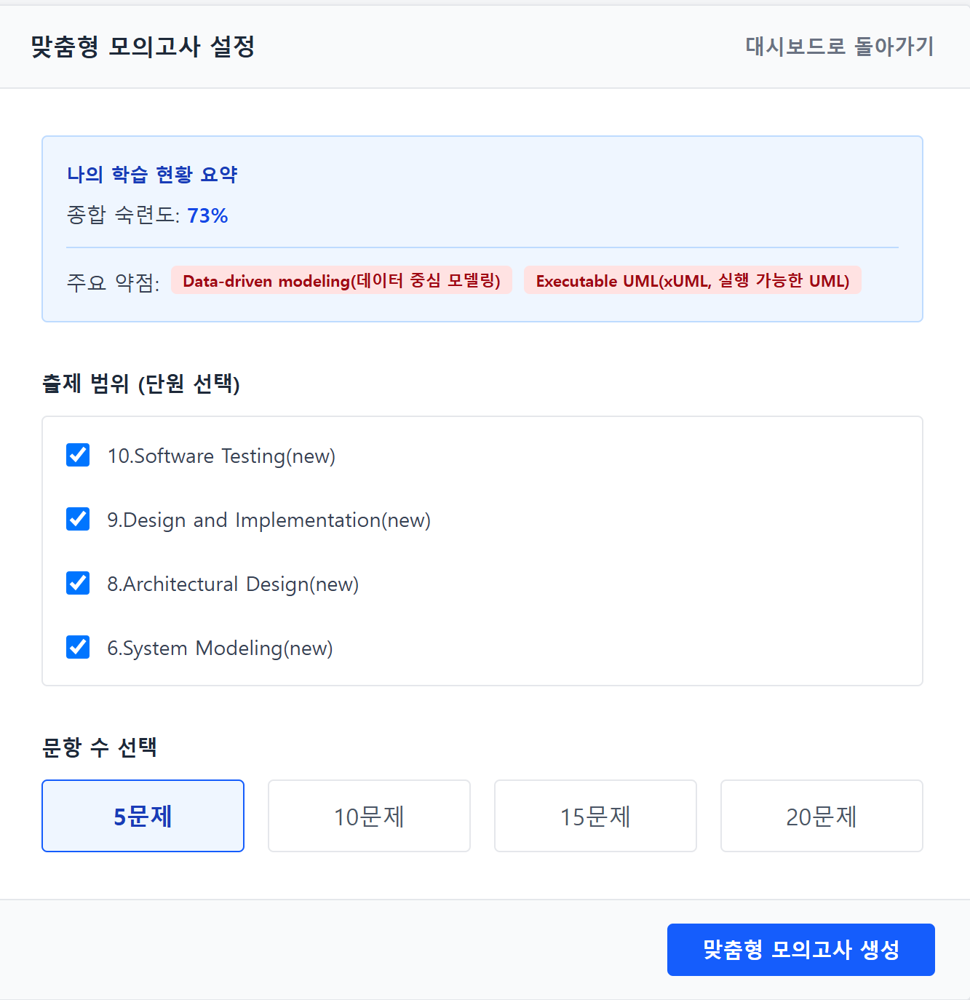 맞춤형 모의고사 설정
대시보드로 돌아가기
나의 학습 현황 요약
종합 숙련도: 73%
주요 약점: Data-driven modeling(데이터 중심 모델링) Executable UML(xUML, 실행 가능한 UML)
출제 범위 (단원 선택)
10.Software Testing(new)
9.Design and Implementation(new)
8.Architectural Design(new)
6.System Modeling(new)
문항 수 선택
5문제 10문제 15문제 20문제
맞춤형 모의고사 생성